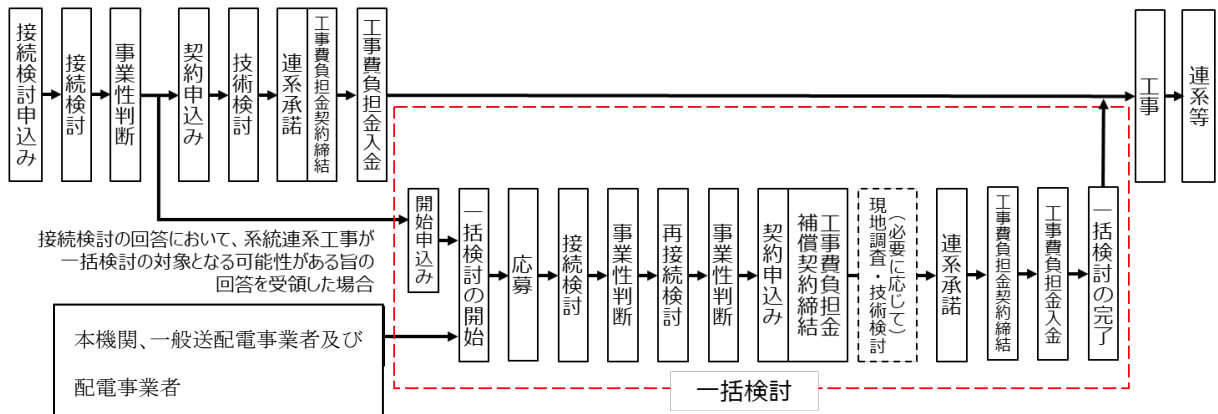 接続検討申込み
接続検討
事業性判断
契約申込み
技術検討
連系承諾
工事費負担金契約締結
工事費負担金入金
工事
連系等
接続検討の回答において、系統連系工事が
一括検討の対象となる可能性がある旨の
回答を受領した場合
本機関、一般送配電事業者及び
配電事業者
開始申込み
一括検討の開始
応募
接続検討
事業性判断
再接続検討
事業性判断
契約申込み
工事費負担金
補償契約締結
（必要に応じて）
現地調査・技術検討
連系承諾
工事費負担金契約締結
工事費負担金入金
一括検討の完了
一括検討